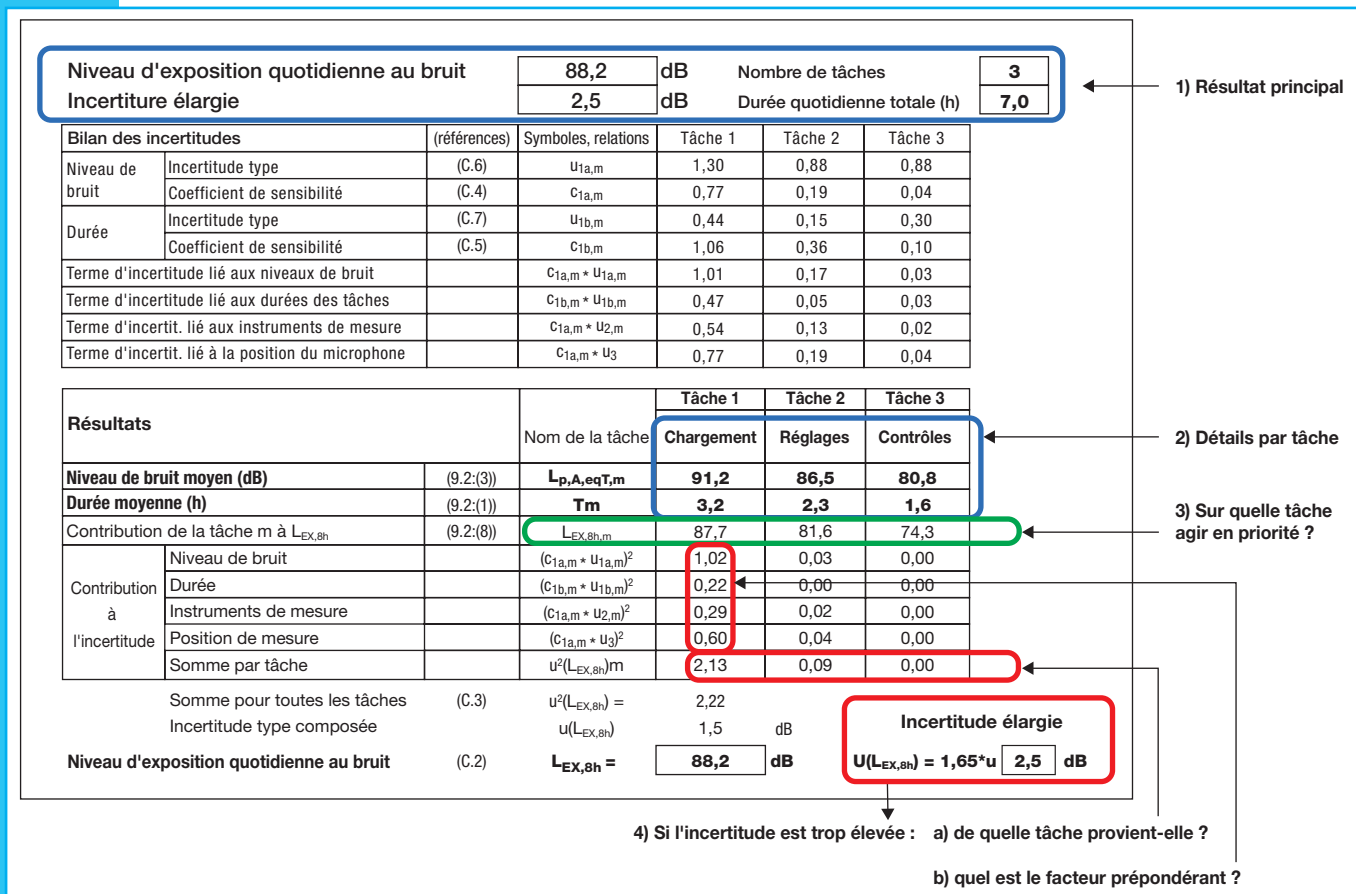 Niveau d'exposition quotidienne au bruit 88,2 dB Nombre de tâches 3
Incertiture élargie 2,5 dB Durée quotidienne totale (h) 7,0
1) Résultat principal
Bilan des incertitudes (références) Symboles, relations Tâche 1 Tâche 2 Tâche 3
Niveau de bruit Incertitude type (C.6) u1a,m 1,30 0,88 0,88
Coefficient de sensibilité (C.4) c1a,m 0,77 0,19 0,04
Durée Incertitude type (C.7) u1b,m 0,44 0,15 0,30
Coefficient de sensibilité (C.5) c1b,m 1,06 0,36 0,10
Terme d'incertitude lié aux niveaux de bruit c1a,m * u1a,m 1,01 0,17 0,03
Terme d'incertitude lié aux durées des tâches c1b,m * u1b,m 0,47 0,05 0,03
Terme d'incertit. lié aux instruments de mesure c1a,m * u2,m 0,54 0,13 0,02
Terme d'incertit. lié à la position du microphone c1a,m * u3 0,77 0,19 0,04
Tâche 1 Tâche 2 Tâche 3
Résultats
Nom de la tâche Chargement Réglages Contrôles
2) Détails par tâche
Niveau de bruit moyen (dB) (9.2:(3)) Lp,A,eqT,m 91,2 86,5 80,8
Durée moyenne (h) (9.2:(1)) Tm 3,2 2,3 1,6
Contribution de la tâche m à LEX,8h (9.2:(8)) LEX,8h,m 87,7 81,6 74,3
3) Sur quelle tâche
agir en priorité ?
Contribution à l'incertitude Niveau de bruit (c1a,m * u1a,m)2 1,02 0,03 0,00
Durée (c1b,m * u1b,m)2 0,22 0,00 0,00
Instruments de mesure (c1a,m * u2,m)2 0,29 0,02 0,00
Position de mesure (c1a,m * u3)2 0,60 0,04 0,00
Somme par tâche u2(LEX,8h)m 2,13 0,09 0,00
Somme pour toutes les tâches (C.3) u2(LEX,8h) = 2,22
Incertitude type composée u(LEX,8h) 1,5 dB
Incertitude élargie
Niveau d'exposition quotidienne au bruit (C.2) LEX,8h = 88,2 dB U(LEX,8h) = 1,65*u 2,5 dB
4) Si l'incertitude est trop élevée : a) de quelle tâche provient-elle ?
b) quel est le facteur prépondérant ?